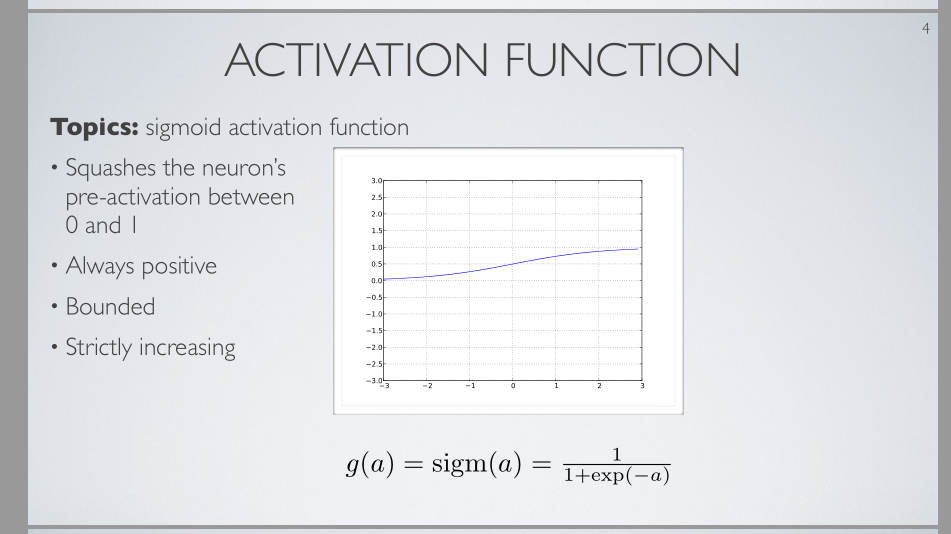 4
ACTIVATION FUNCTION
Topics: sigmoid activation function
• Squashes the neuron’s
pre-activation between
0 and 1
• Always positive
• Bounded
• Strictly increasing
3.0
2.5
2.0
1.5
1.0
0.5
0.0
−0.5
−1.0
−1.5
−2.0
−2.5
−3.0
−3 −2 −1 0 1 2 3
g(a) = sigm(a) = 1/(1+exp(−a))